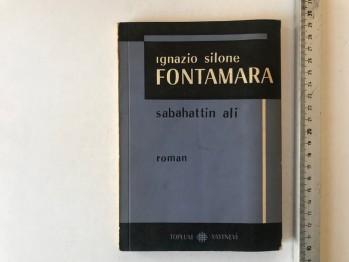 ıgnazio silone
FONTAMARA
sabahattin ali
roman
TOPLUM YAYINEVİ